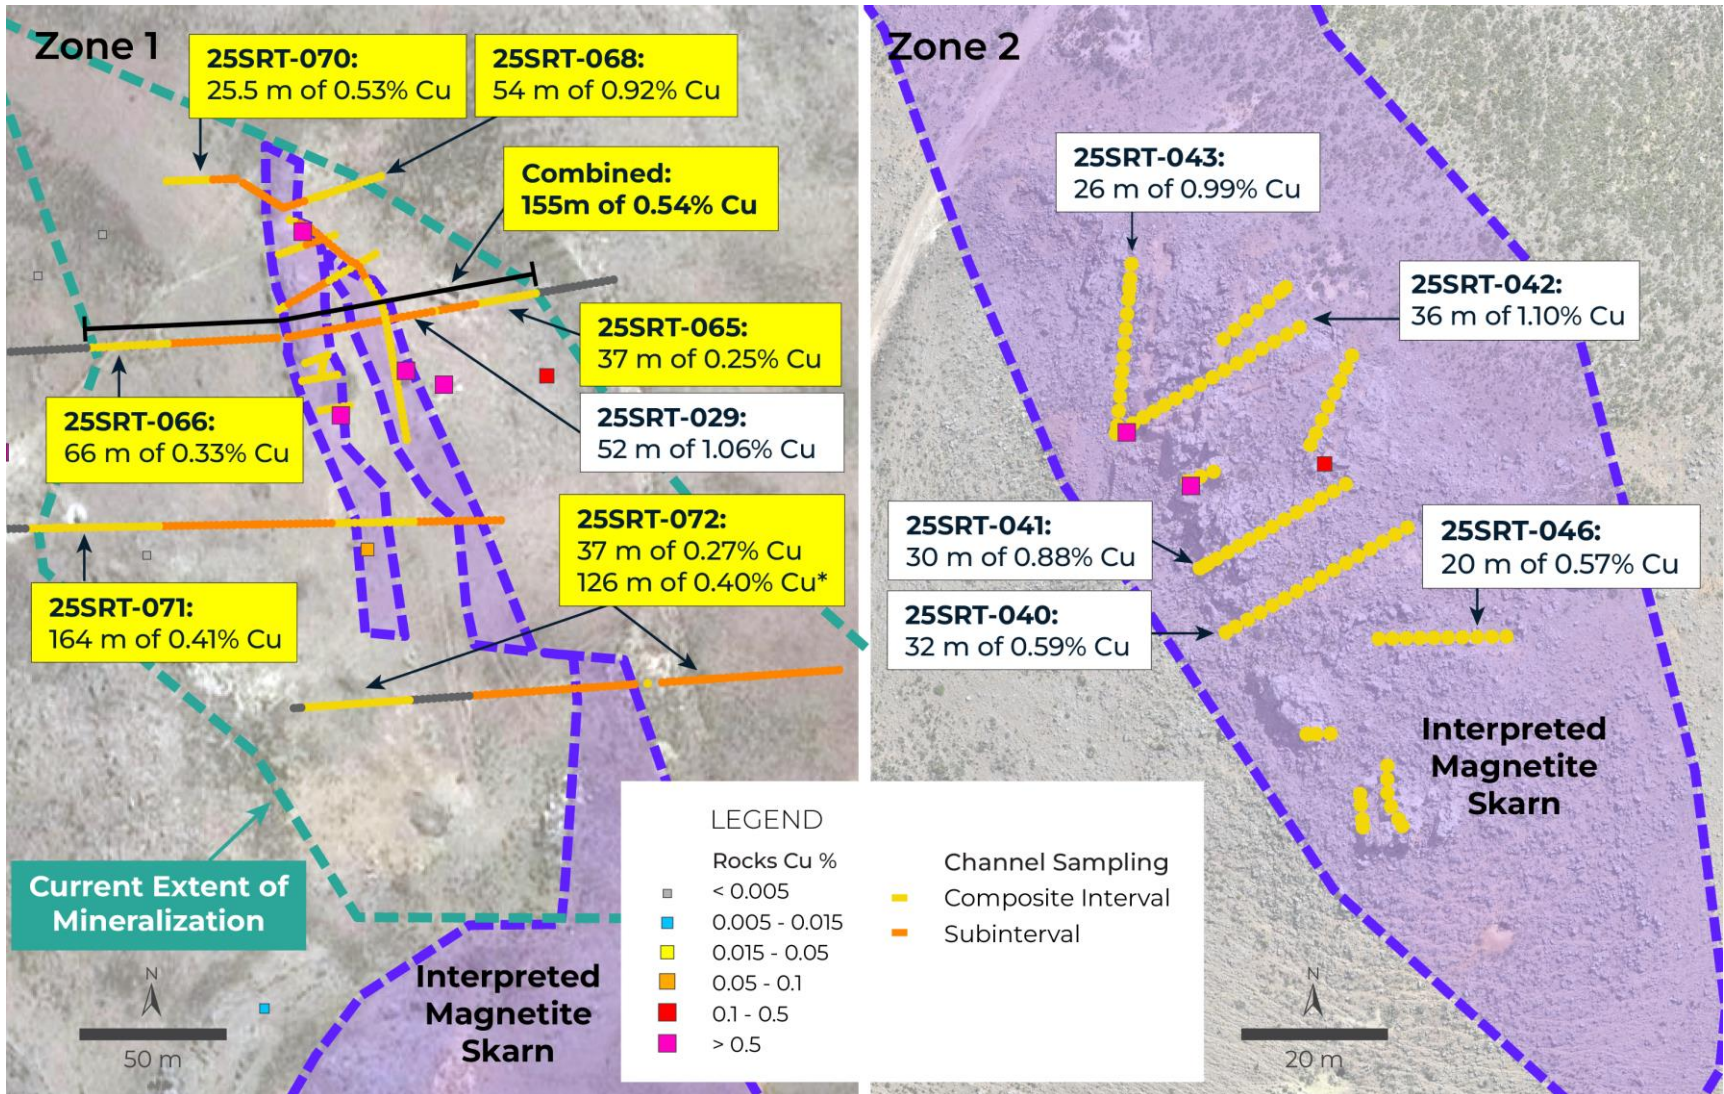 Zone 1
25SRT-070:
25.5 m of 0.53% Cu
25SRT-068:
54 m of 0.92% Cu
Combined:
155m of 0.54% Cu
25SRT-065:
37 m of 0.25% Cu
25SRT-066:
66 m of 0.33% Cu
25SRT-029:
52 m of 1.06% Cu
25SRT-072:
37 m of 0.27% Cu
126 m of 0.40% Cu*
25SRT-071:
164 m of 0.41% Cu
Current Extent of
Mineralization
Interpreted
Magnetite
Skarn
N
50 m
Zone 2
25SRT-043:
26 m of 0.99% Cu
25SRT-042:
36 m of 1.10% Cu
25SRT-041:
30 m of 0.88% Cu
25SRT-046:
20 m of 0.57% Cu
25SRT-040:
32 m of 0.59% Cu
Interpreted
Magnetite
Skarn
N
20 m
LEGEND
Rocks Cu %
< 0.005
0.005 - 0.015
0.015 - 0.05
0.05 - 0.1
0.1 - 0.5
> 0.5
Channel Sampling
Composite Interval
Subinterval